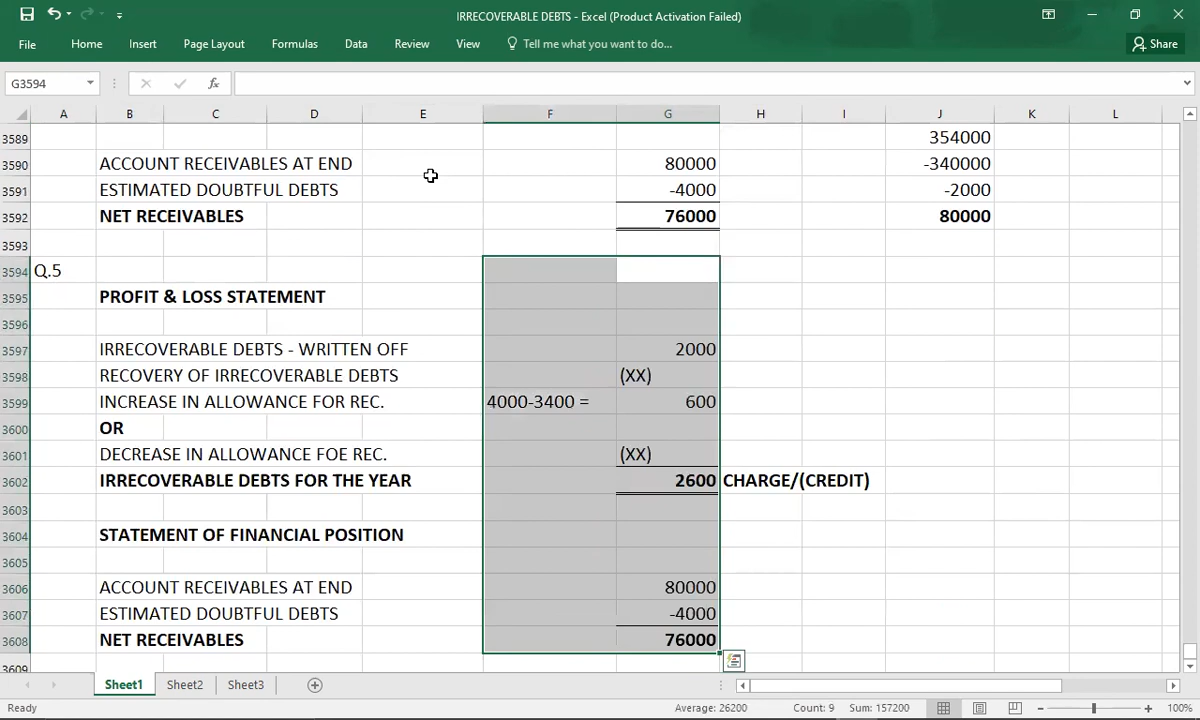 IRRECOVERABLE DEBTS - Excel (Product Activation Failed)
File Home Insert Page Layout Formulas Data Review View Tell me what you want to do... Share
G3594 fx
A B C D E F G H I J K L
3589 354000
3590 ACCOUNT RECEIVABLES AT END 80000 -340000
3591 ESTIMATED DOUBTFUL DEBTS -4000 -2000
3592 NET RECEIVABLES 76000 80000
3593
3594 Q.5
3595 PROFIT & LOSS STATEMENT
3596
3597 IRRECOVERABLE DEBTS - WRITTEN OFF 2000
3598 RECOVERY OF IRRECOVERABLE DEBTS (XX)
3599 INCREASE IN ALLOWANCE FOR REC. 4000-3400 = 600
3600 OR
3601 DECREASE IN ALLOWANCE FOE REC. (XX)
3602 IRRECOVERABLE DEBTS FOR THE YEAR 2600 CHARGE/(CREDIT)
3603
3604 STATEMENT OF FINANCIAL POSITION
3605
3606 ACCOUNT RECEIVABLES AT END 80000
3607 ESTIMATED DOUBTFUL DEBTS -4000
3608 NET RECEIVABLES 76000
3609
Sheet1 Sheet2 Sheet3
Ready Average: 26200 Count: 9 Sum: 157200 100%